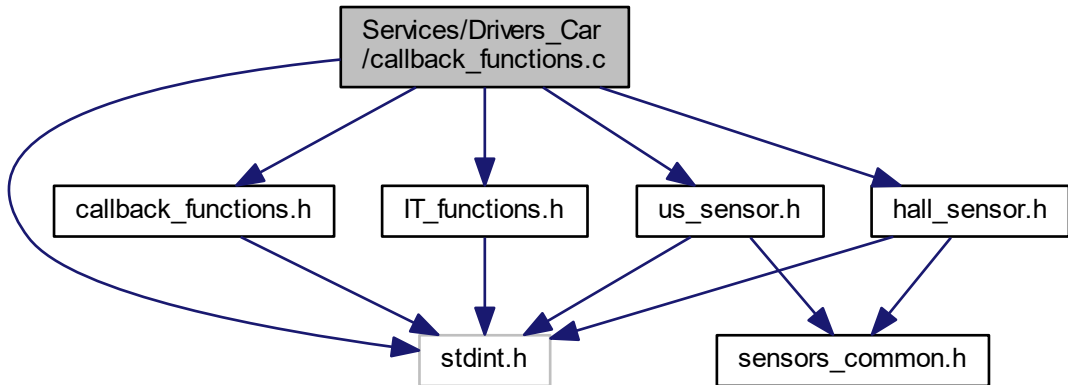 Services/Drivers_Car
/callback_functions.c
callback_functions.h
IT_functions.h
us_sensor.h
hall_sensor.h
stdint.h
sensors_common.h